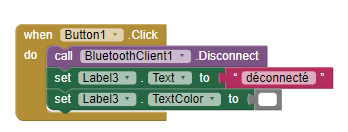 when Button1 .Click
do call BluetoothClient1 .Disconnect
set Label3 . Text to " déconnecté "
set Label3 . TextColor to